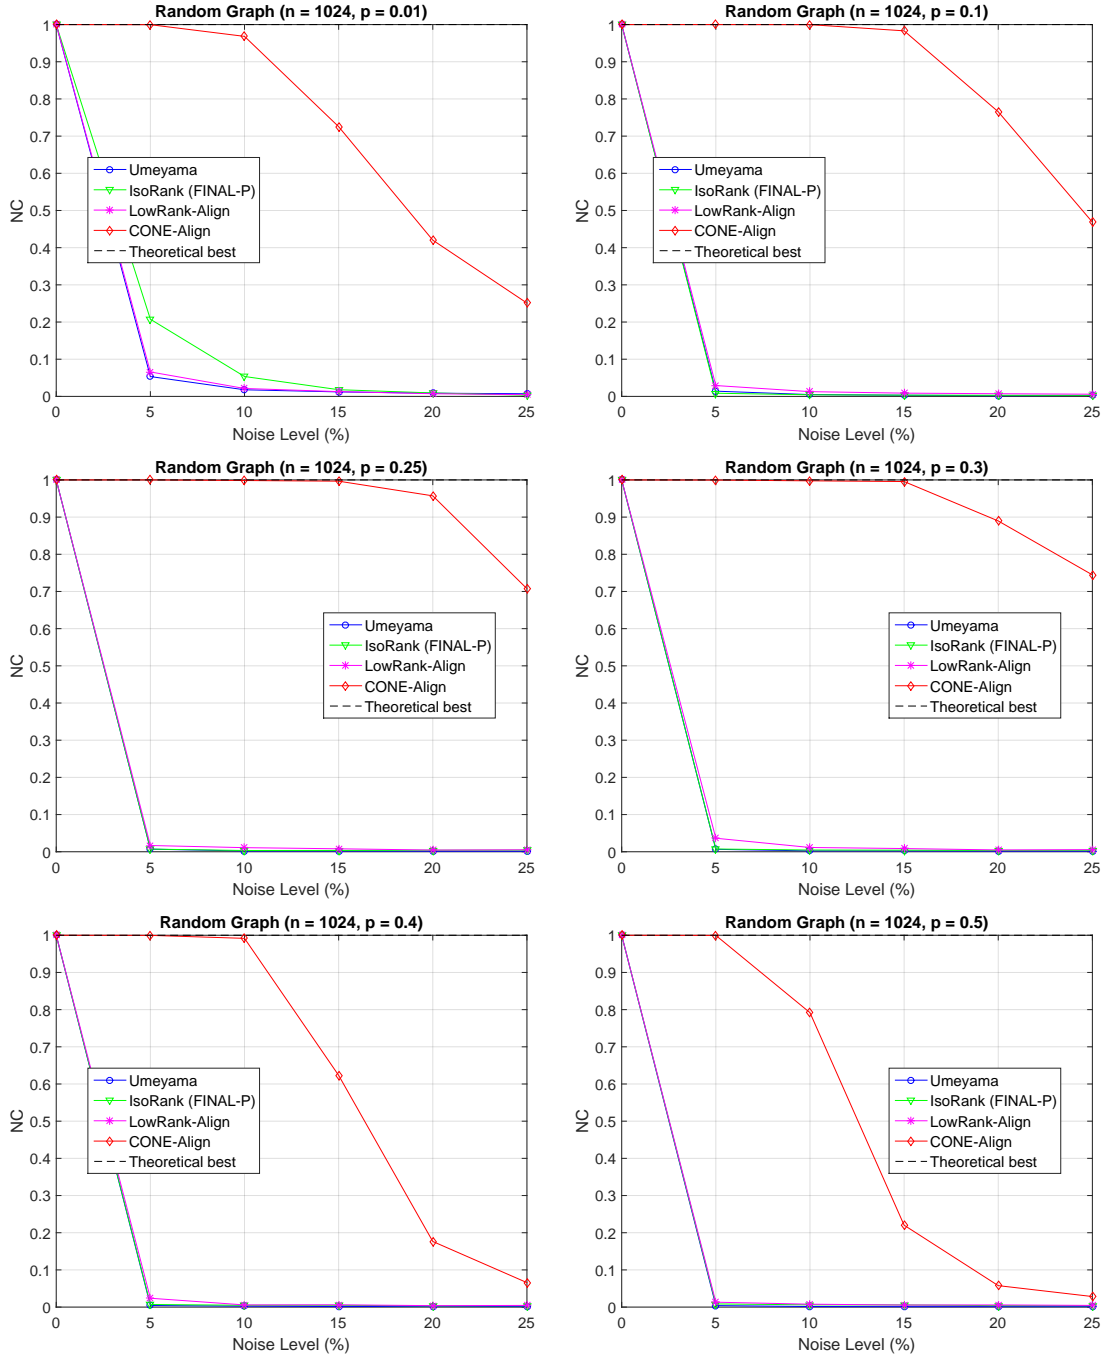 Random Graph (n = 1024, p = 0.01)
1
0.9
0.8
0.7
0.6
0.5
0.4
0.3
0.2
0.1
0
NC
Umeyama
IsoRank (FINAL-P)
LowRank-Align
CONE-Align
Theoretical best
0 5 10 15 20 25
Noise Level (%)
Random Graph (n = 1024, p = 0.1)
1
0.9
0.8
0.7
0.6
0.5
0.4
0.3
0.2
0.1
0
NC
Umeyama
IsoRank (FINAL-P)
LowRank-Align
CONE-Align
Theoretical best
0 5 10 15 20 25
Noise Level (%)
Random Graph (n = 1024, p = 0.25)
1
0.9
0.8
0.7
0.6
0.5
0.4
0.3
0.2
0.1
0
NC
Umeyama
IsoRank (FINAL-P)
LowRank-Align
CONE-Align
Theoretical best
0 5 10 15 20 25
Noise Level (%)
Random Graph (n = 1024, p = 0.3)
1
0.9
0.8
0.7
0.6
0.5
0.4
0.3
0.2
0.1
0
NC
Umeyama
IsoRank (FINAL-P)
LowRank-Align
CONE-Align
Theoretical best
0 5 10 15 20 25
Noise Level (%)
Random Graph (n = 1024, p = 0.4)
1
0.9
0.8
0.7
0.6
0.5
0.4
0.3
0.2
0.1
0
NC
Umeyama
IsoRank (FINAL-P)
LowRank-Align
CONE-Align
Theoretical best
0 5 10 15 20 25
Noise Level (%)
Random Graph (n = 1024, p = 0.5)
1
0.9
0.8
0.7
0.6
0.5
0.4
0.3
0.2
0.1
0
NC
Umeyama
IsoRank (FINAL-P)
LowRank-Align
CONE-Align
Theoretical best
0 5 10 15 20 25
Noise Level (%)